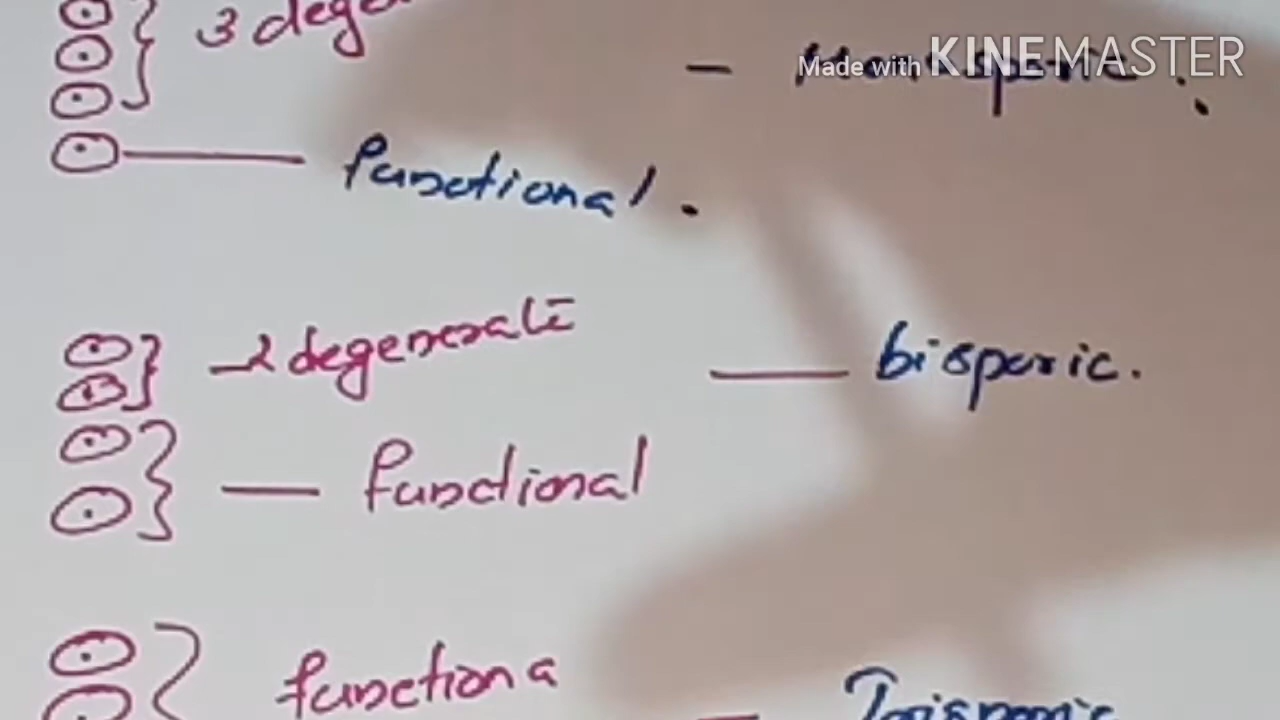 3 dege
Made with KINEMASTER
functional.
2 degenerate
bisporic.
functional
functiona